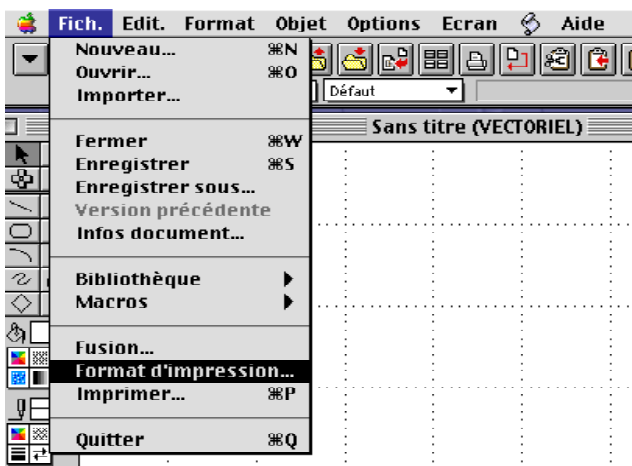 Fich. Edit. Format Objet Options Ecran Aide
Nouveau... ⌘N
Ouvrir... ⌘O
Importer...
Défaut
Sans titre (VECTORIEL)
Fermer ⌘W
Enregistrer ⌘S
Enregistrer sous...
Version précédente
Infos document...
Bibliothèque
Macros
Fusion...
Format d'impression...
Imprimer... ⌘P
Quitter ⌘Q